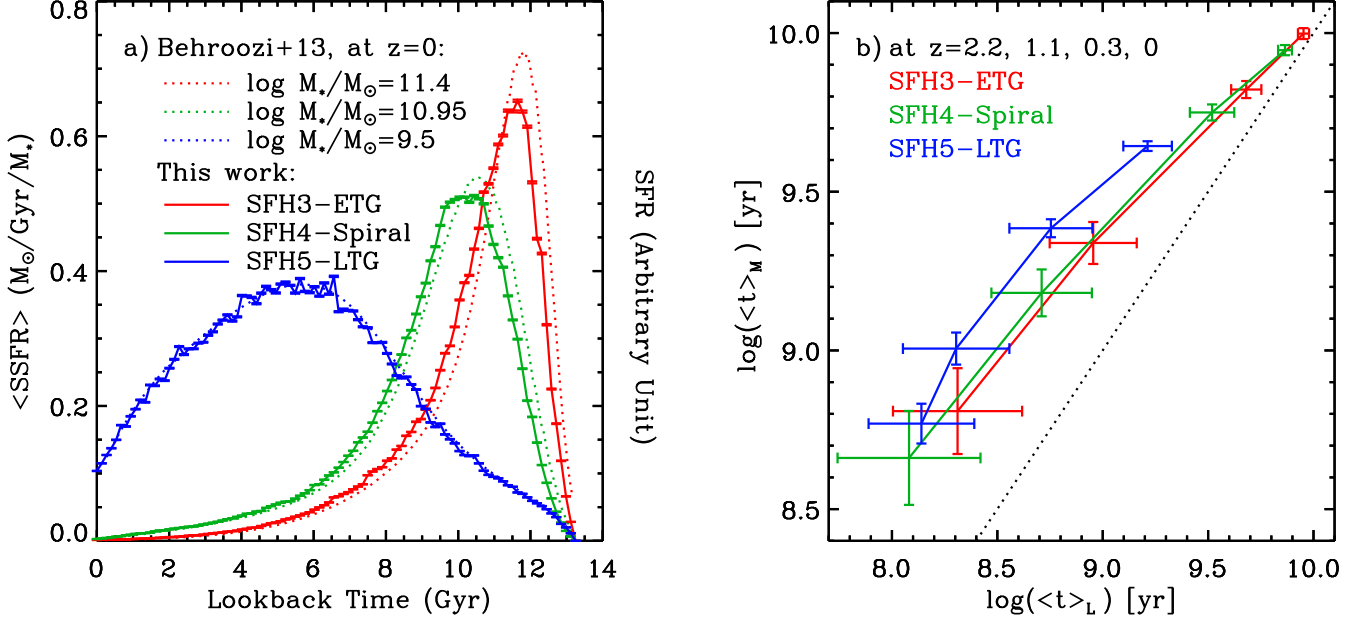 a) Behroozi+13, at z=0:
log M*/M⊙=11.4
log M*/M⊙=10.95
log M*/M⊙=9.5
This work:
SFH3-ETG
SFH4-Spiral
SFH5-LTG
<SSFR> (M⊙/Gyr/M*)
0.8
0.6
0.4
0.2
0.0
0 2 4 6 8 10 12 14
Lookback Time (Gyr)
SFR (Arbitrary Unit)
b) at z=2.2, 1.1, 0.3, 0
SFH3-ETG
SFH4-Spiral
SFH5-LTG
log(<t>M) [yr]
10.0
9.5
9.0
8.5
8.0 8.5 9.0 9.5 10.0
log(<t>L) [yr]